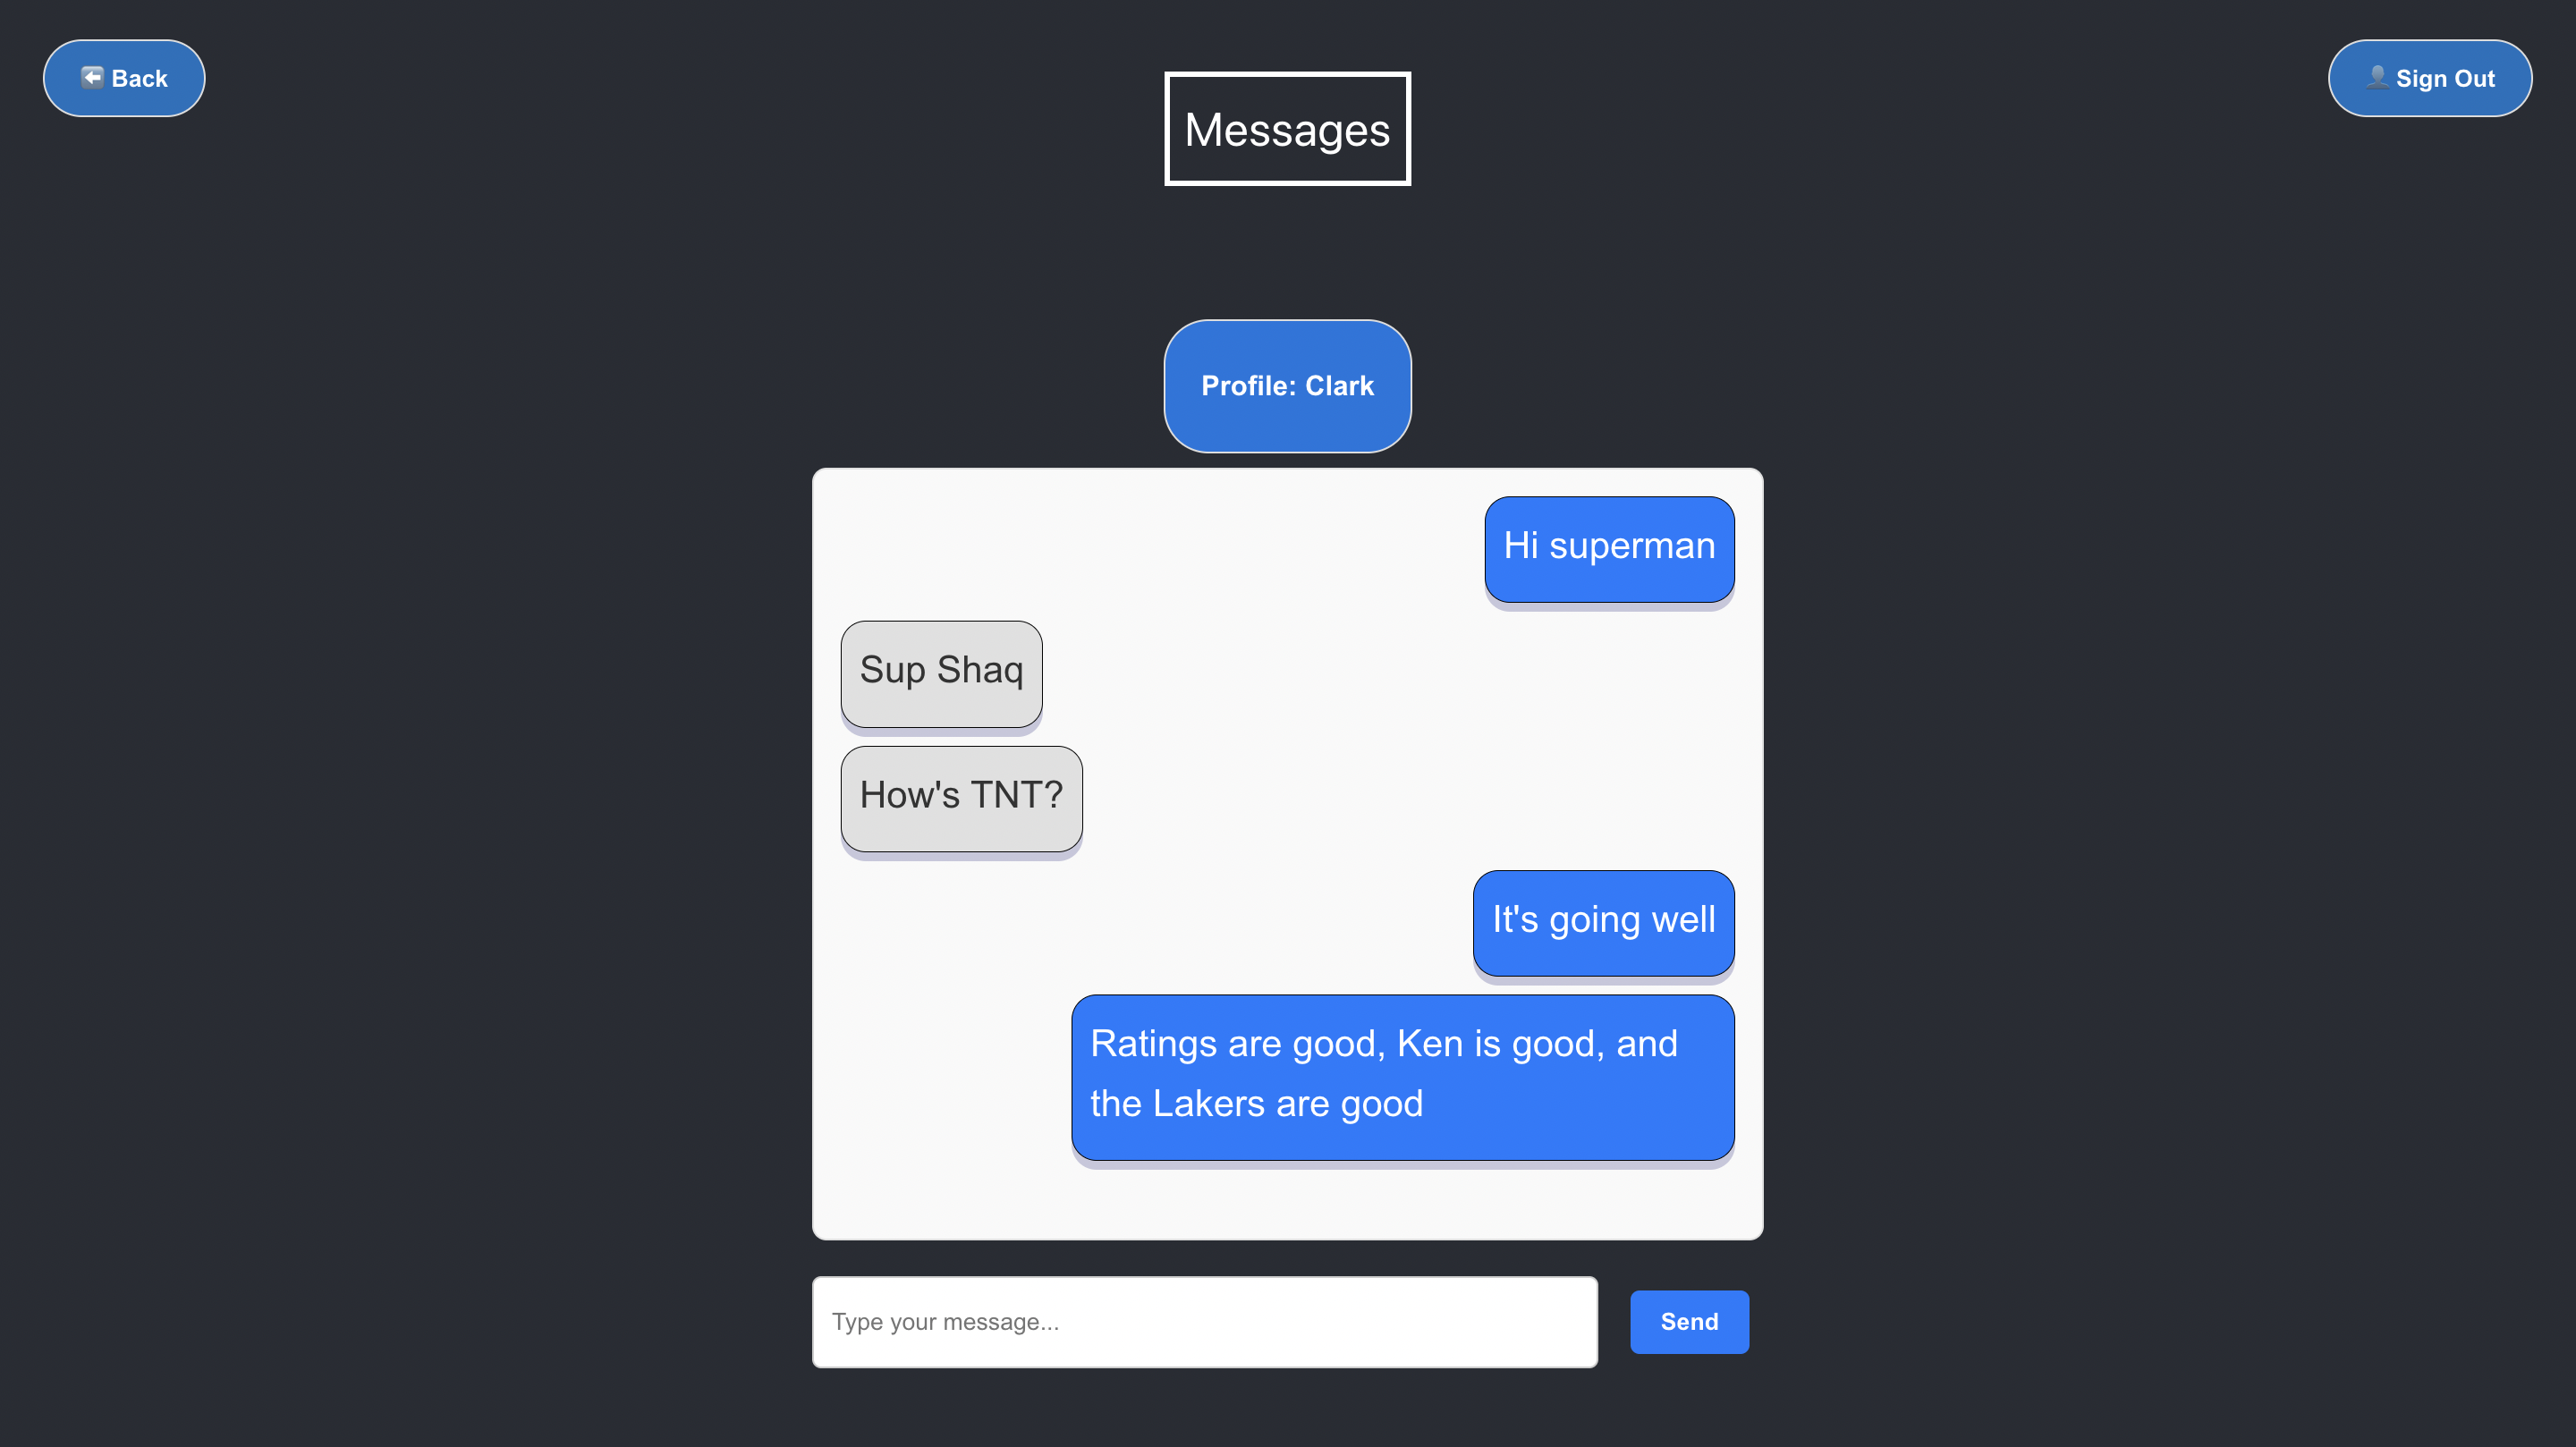 Back
Sign Out
Messages
Profile: Clark
Hi superman
Sup Shaq
How's TNT?
It's going well
Ratings are good, Ken is good, and
the Lakers are good
Type your message...
Send